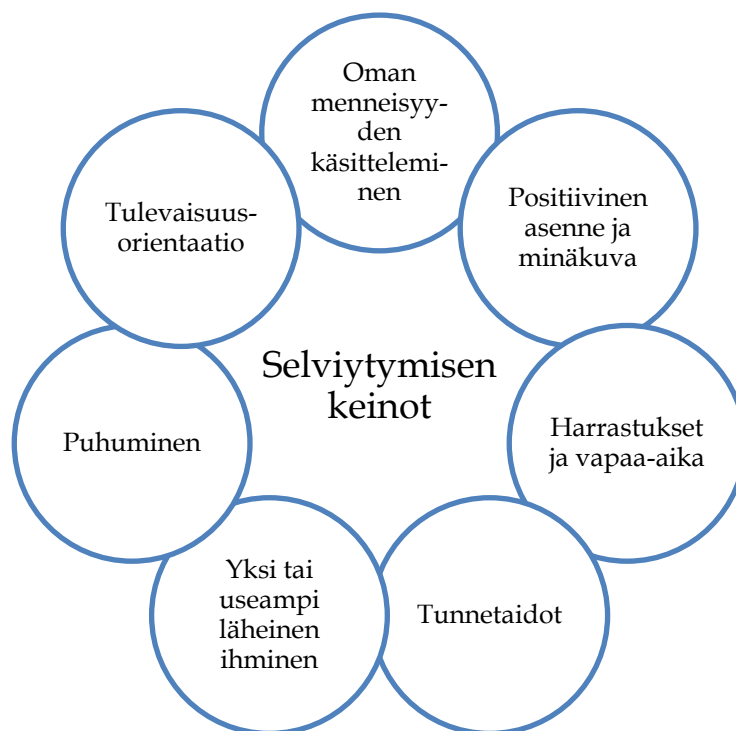 Oman
menneisyy-
den
käsittelemi-
nen
Positiivinen
asenne ja
minäkuva
Harrastukset
ja vapaa-aika
Tunnetaidot
Yksi tai
useampi
läheinen
ihminen
Puhuminen
Tulevaisuus-
orientaatio
Selviytymisen
keinot